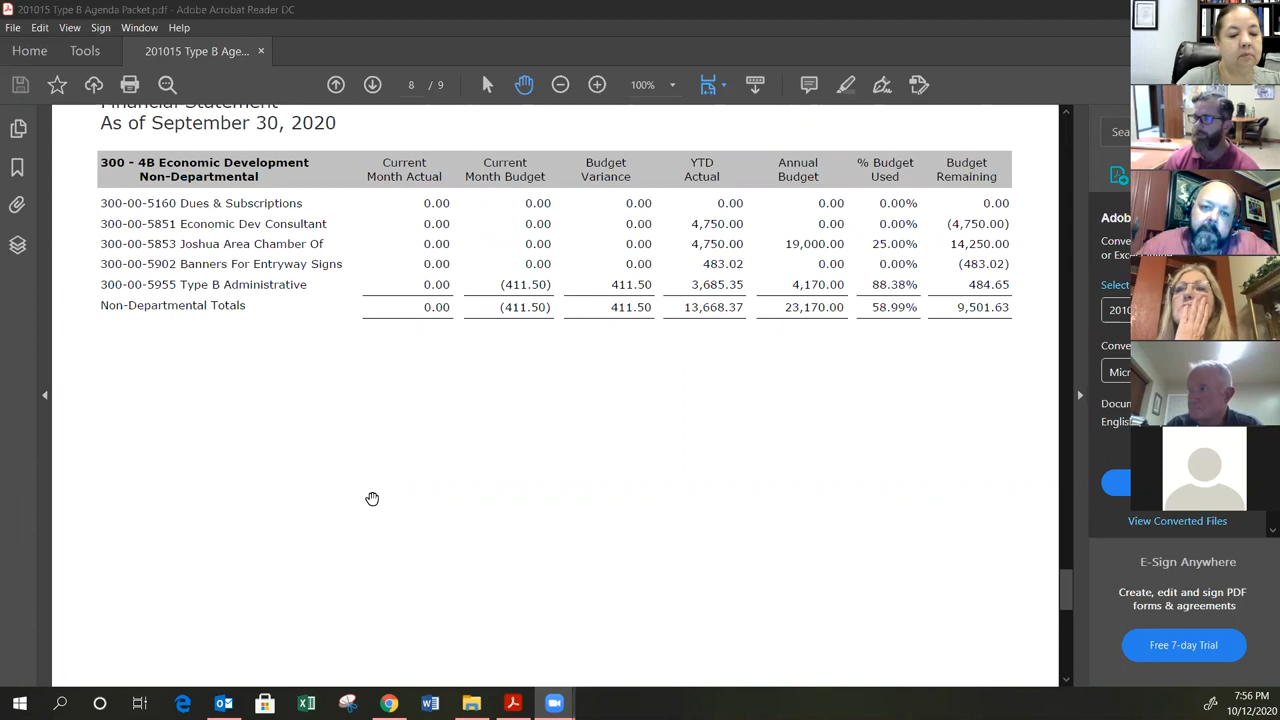 201015 Type B Agenda Packet.pdf - Adobe Acrobat Reader DC
File Edit View Sign Window Help
Home Tools 201015 Type B Age... ×
8 / 9 100%
Financial Statement
As of September 30, 2020
300 - 4B Economic Development Non-Departmental Current Month Actual Current Month Budget Budget Variance YTD Actual Annual Budget % Budget Used Budget Remaining
300-00-5160 Dues & Subscriptions 0.00 0.00 0.00 0.00 0.00 0.00% 0.00
300-00-5851 Economic Dev Consultant 0.00 0.00 0.00 4,750.00 0.00 0.00% (4,750.00)
300-00-5853 Joshua Area Chamber Of 0.00 0.00 0.00 4,750.00 19,000.00 25.00% 14,250.00
300-00-5902 Banners For Entryway Signs 0.00 0.00 0.00 483.02 0.00 0.00% (483.02)
300-00-5955 Type B Administrative 0.00 (411.50) 411.50 3,685.35 4,170.00 88.38% 484.65
Non-Departmental Totals 0.00 (411.50) 411.50 13,668.37 23,170.00 58.99% 9,501.63
Sea
Adob
Conve
or Exce Online
Select
2010
Conve
Micr
Docum
English
View Converted Files
E-Sign Anywhere
Create, edit and sign PDF
forms & agreements
Free 7-day Trial
7:56 PM
10/12/2020